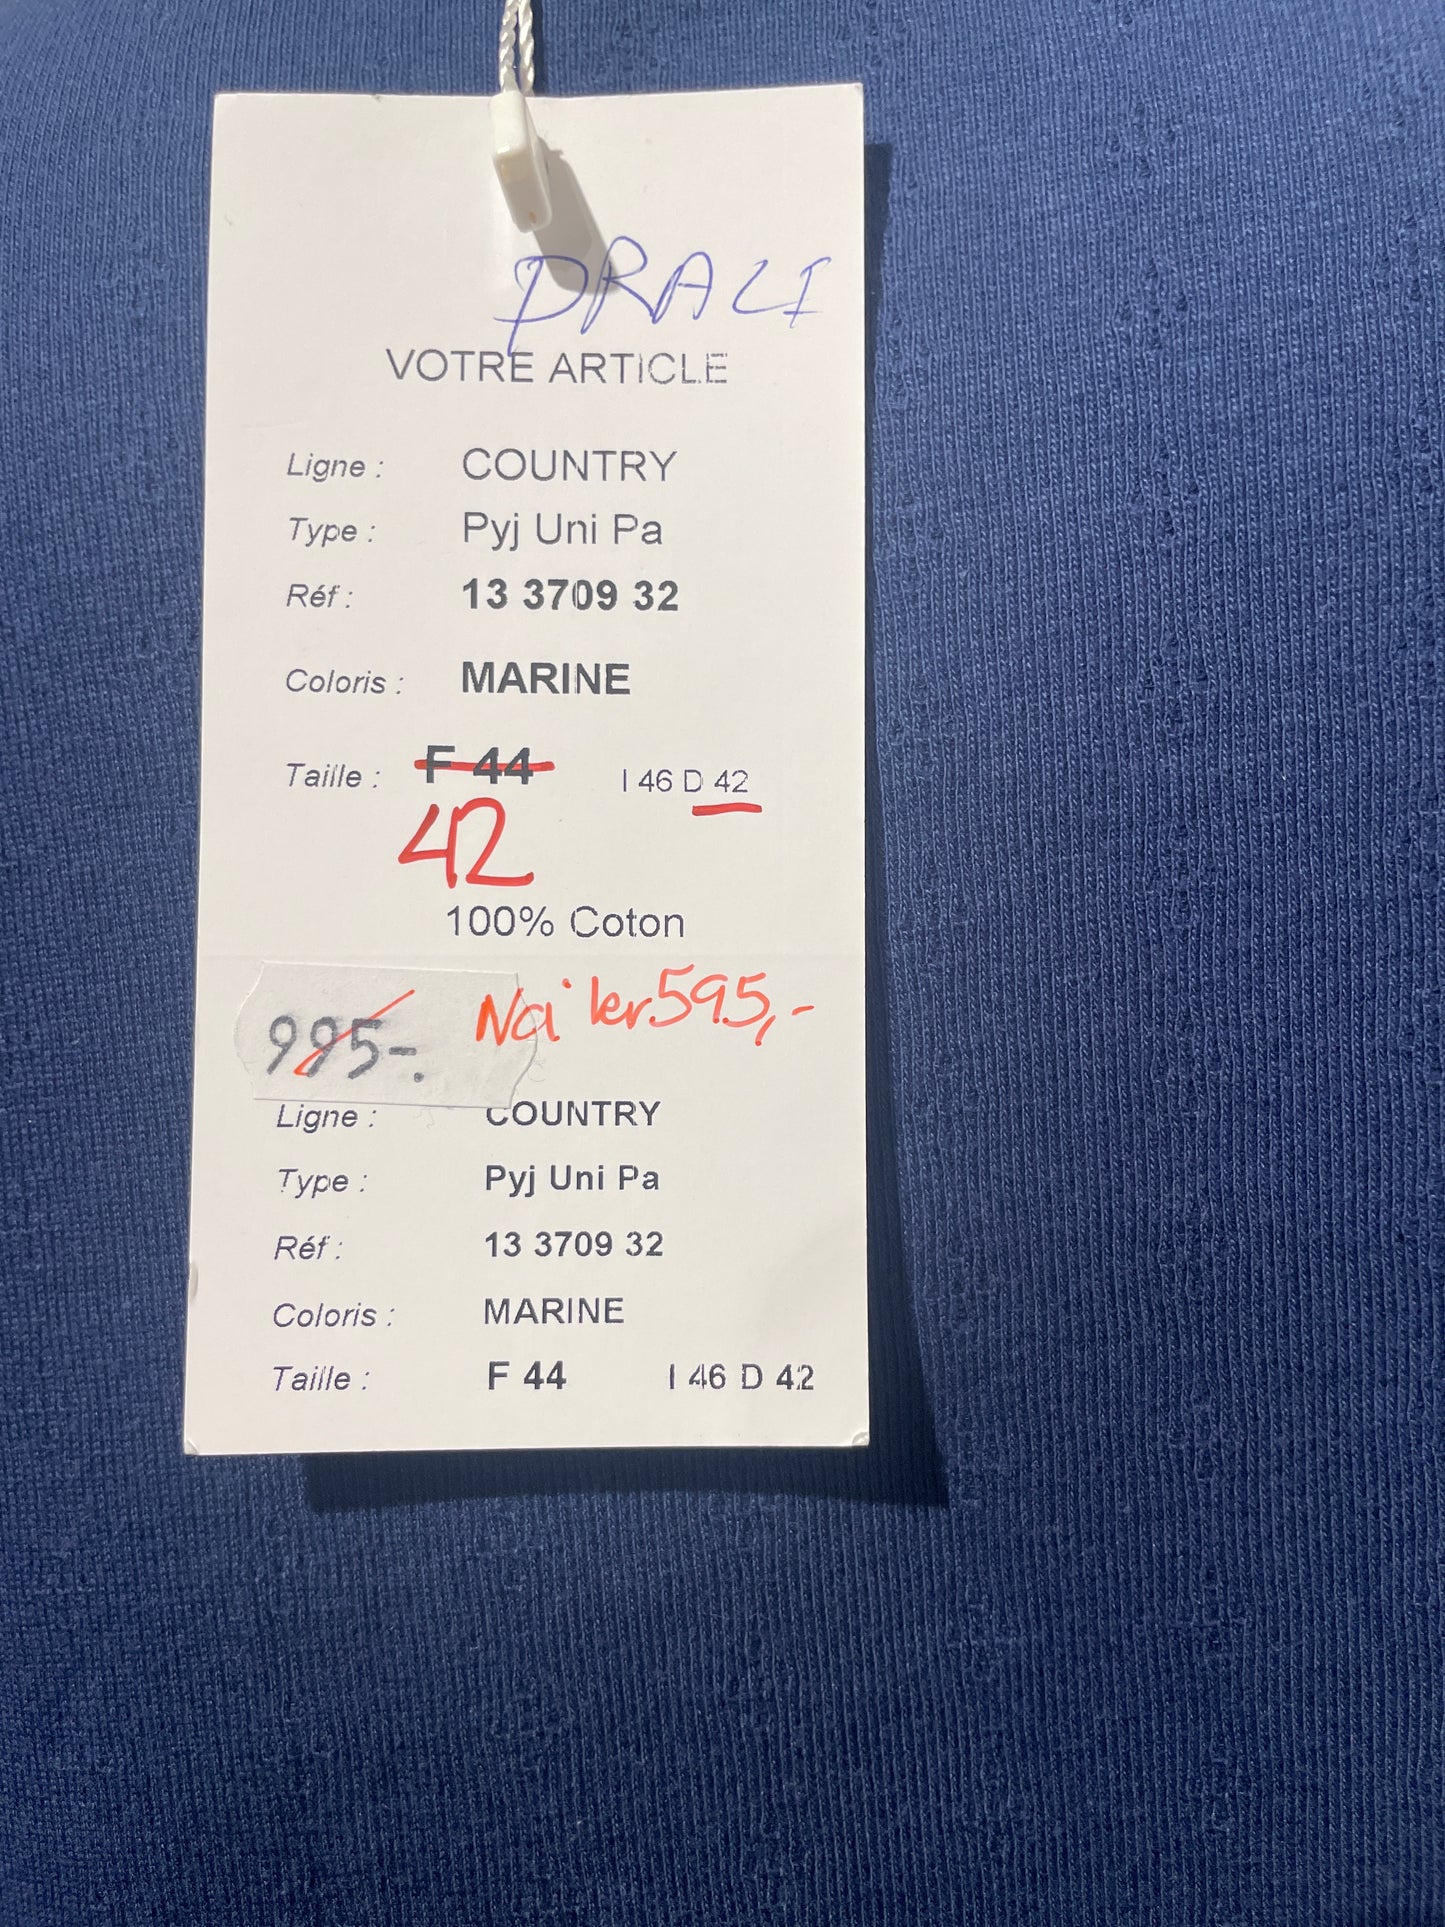 DRALI
VOTRE ARTICLE
Ligne : COUNTRY
Type : Pyj Uni Pa
Réf : 13 3709 32
Coloris : MARINE
Taille : F 44 I 46 D 42
42
100% Coton
995-. 595,-
Ligne : COUNTRY
Type : Pyj Uni Pa
Réf : 13 3709 32
Coloris : MARINE
Taille : F 44 I 46 D 42